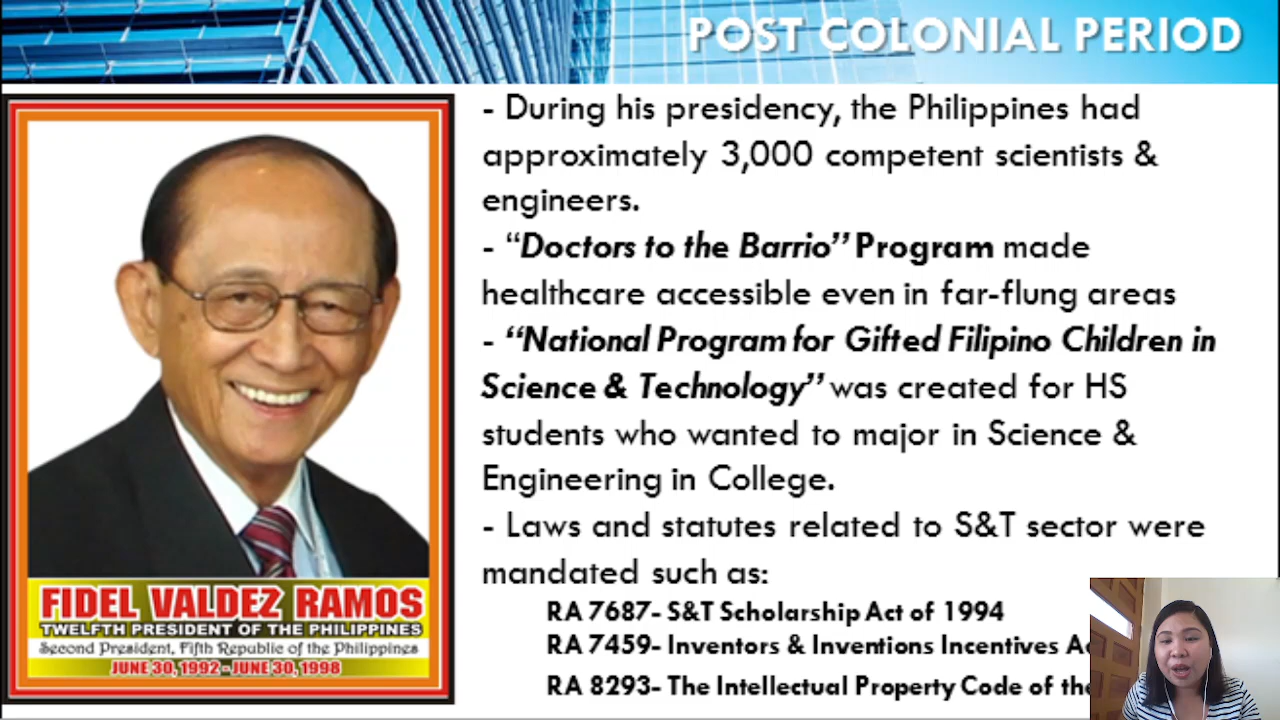 POST COLONIAL PERIOD
- During his presidency, the Philippines had
approximately 3,000 competent scientists &
engineers.
- “Doctors to the Barrio” Program made
healthcare accessible even in far-flung areas
- “National Program for Gifted Filipino Children in
Science & Technology” was created for HS
students who wanted to major in Science &
Engineering in College.
- Laws and statutes related to S&T sector were
mandated such as:
RA 7687- S&T Scholarship Act of 1994
RA 7459- Inventors & Inventions Incentives
RA 8293- The Intellectual Property Code of the
FIDEL VALDEZ RAMOS
TWELFTH PRESIDENT OF THE PHILIPPINES
Second President, Fifth Republic of the Philippines
JUNE 30, 1992 - JUNE 30, 1998